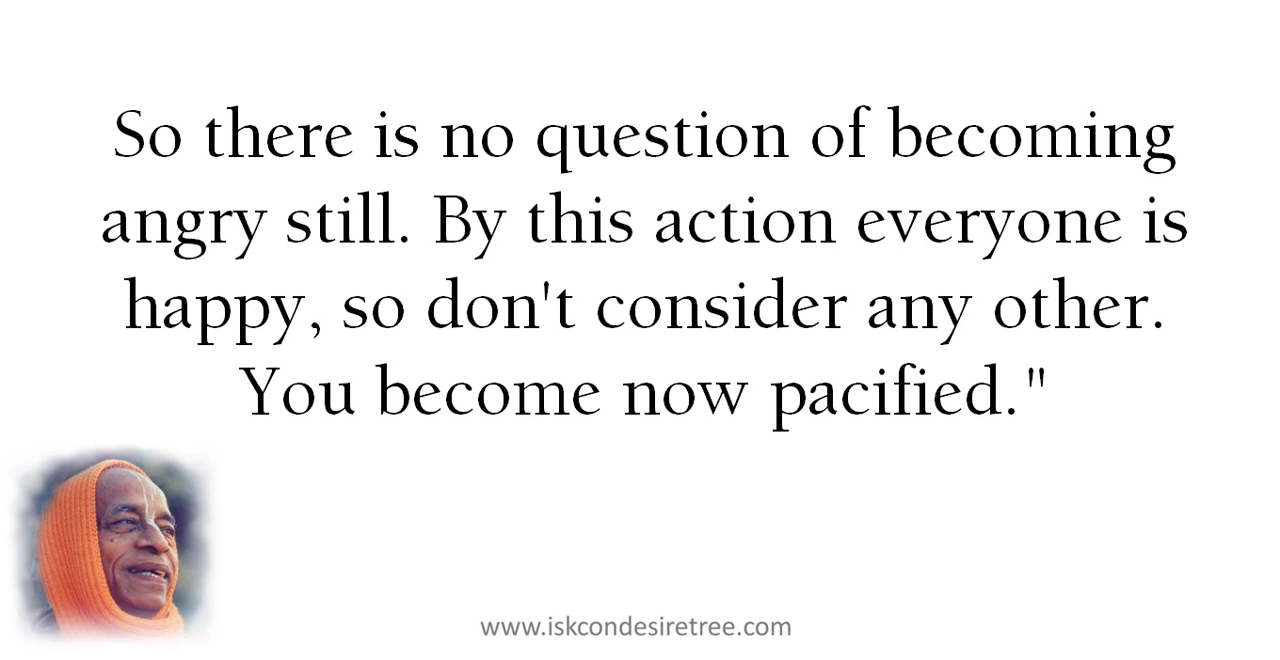 So there is no question of becoming
angry still. By this action everyone is
happy, so don't consider any other.
You become now pacified."
www.iskcondesiretree.com